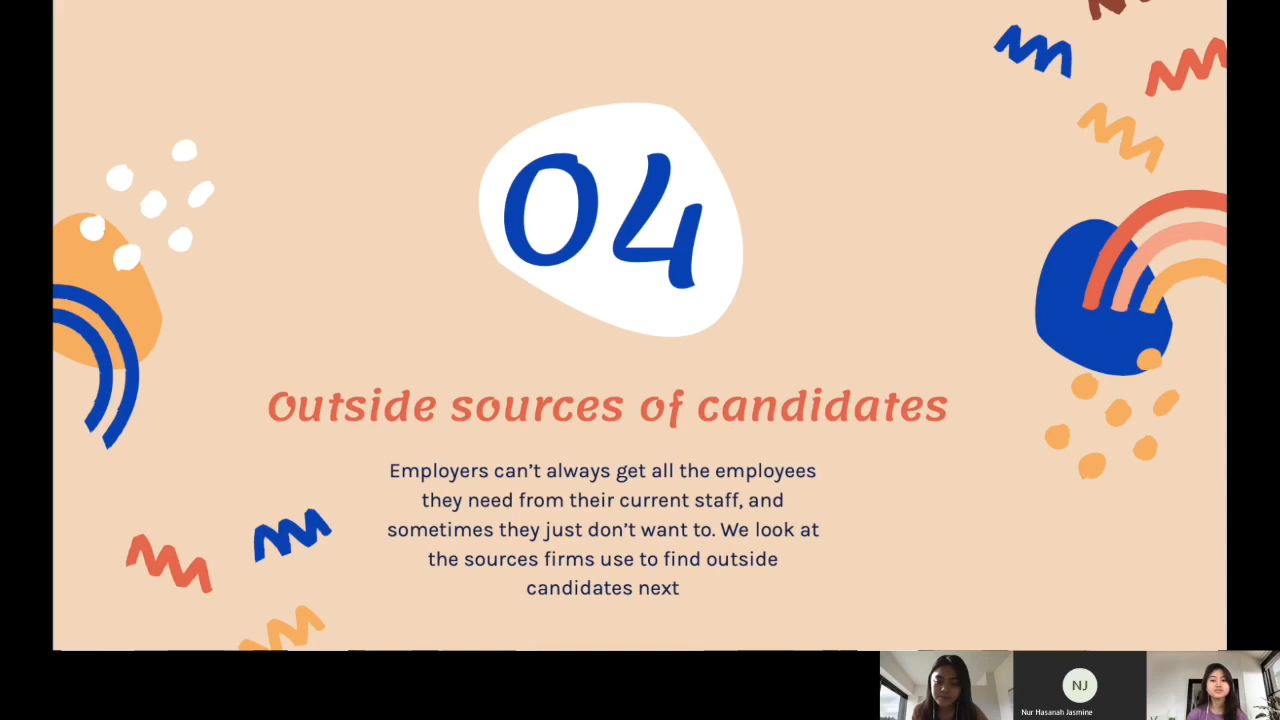 04
Outside sources of candidates
Employers can’t always get all the employees
they need from their current staff, and
sometimes they just don’t want to. We look at
the sources firms use to find outside
candidates next
NJ
Nur Hasanah Jasmine